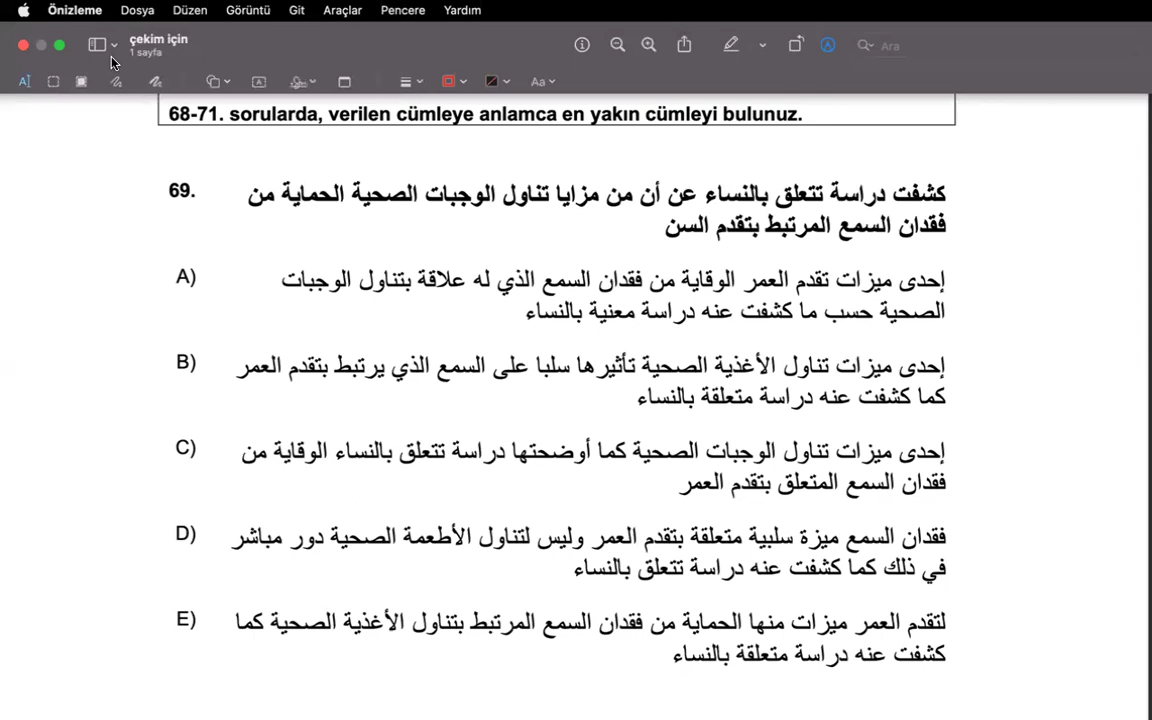 Önizleme Dosya Düzen Görüntü Git Araçlar Pencere Yardım
çekim için
1 sayfa
Ara
Aa
68-71. sorularda, verilen cümleye anlamca en yakın cümleyi bulunuz.
69. كشفت دراسة تتعلق بالنساء عن أن من مزايا تناول الوجبات الصحية الحماية من
فقدان السمع المرتبط بتقدم السن
A) إحدى ميزات تقدم العمر الوقاية من فقدان السمع الذي له علاقة بتناول الوجبات
الصحية حسب ما كشفت عنه دراسة معنية بالنساء
B) إحدى ميزات تناول الأغذية الصحية تأثيرها سلبا على السمع الذي يرتبط بتقدم العمر
كما كشفت عنه دراسة متعلقة بالنساء
C) إحدى ميزات تناول الوجبات الصحية كما أوضحتها دراسة تتعلق بالنساء الوقاية من
فقدان السمع المتعلق بتقدم العمر
D) فقدان السمع ميزة سلبية متعلقة بتقدم العمر وليس لتناول الأطعمة الصحية دور مباشر
في ذلك كما كشفت عنه دراسة تتعلق بالنساء
E) لتقدم العمر ميزات منها الحماية من فقدان السمع المرتبط بتناول الأغذية الصحية كما
كشفت عنه دراسة متعلقة بالنساء